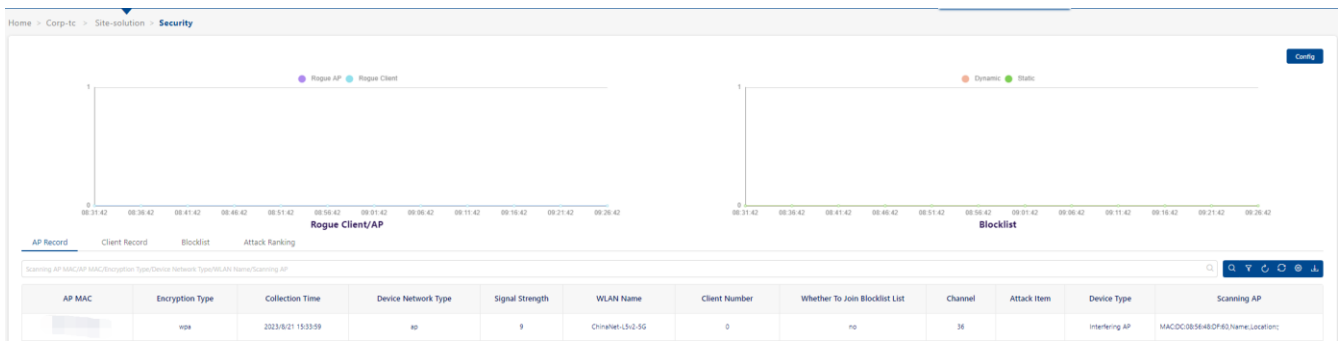 Home > Corp-tc > Site-solution > Security
Config
Rogue AP Rogue Client
Dynamic Static
1
0
08:31:42 08:36:42 08:41:42 08:46:42 08:51:42 08:56:42 09:01:42 09:06:42 09:11:42 09:16:42 09:21:42 09:26:42
Rogue Client/AP
1
0
08:31:42 08:36:42 08:41:42 08:46:42 08:51:42 08:56:42 09:01:42 09:06:42 09:11:42 09:16:42 09:21:42 09:26:42
Blocklist
AP Record Client Record Blocklist Attack Ranking
Scanning AP MAC/AP MAC/Encryption Type/Device Network Type/WLAN Name/Scanning AP
AP MAC Encryption Type Collection Time Device Network Type Signal Strength WLAN Name Client Number Whether To Join Blocklist List Channel Attack Item Device Type Scanning AP
wpa 2023/8/21 15:33:59 ap 9 ChinaNet-L5v2-5G 0 no 36 Interfering AP MAC:DC:08:56:48:DF:60,Name:,Location:;